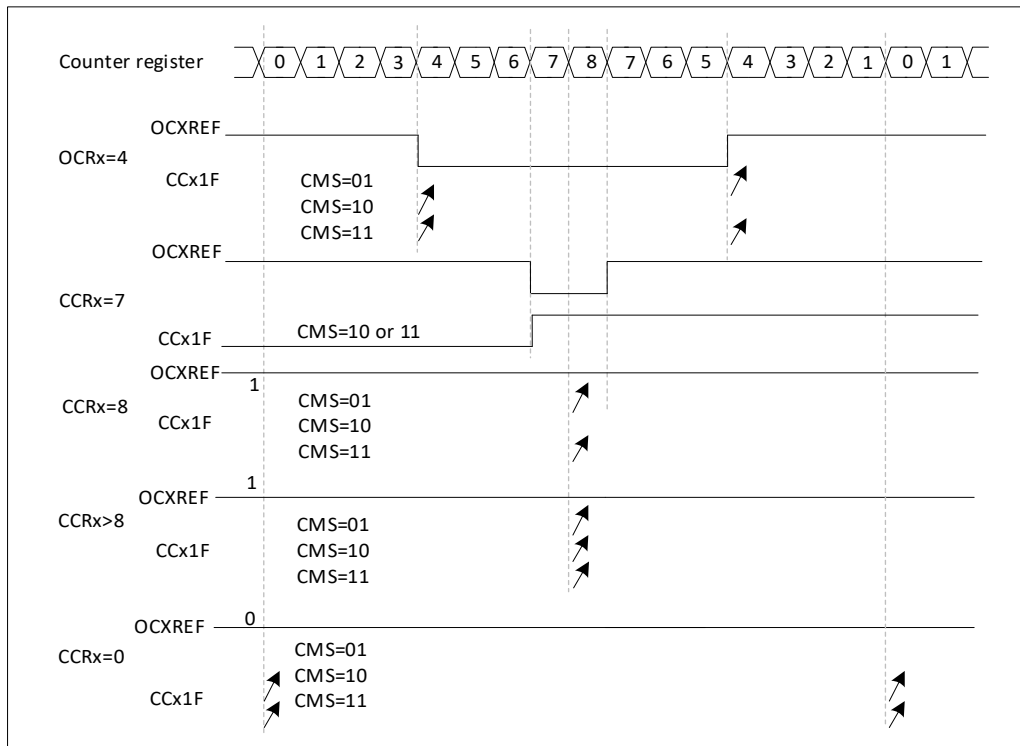 Counter register 0 1 2 3 4 5 6 7 8 7 6 5 4 3 2 1 0 1
OCXREF
OCRx=4
CCx1F CMS=01
CMS=10
CMS=11
OCXREF
CCRx=7
CCx1F CMS=10 or 11
OCXREF 1
CCRx=8
CMS=01
CCx1F CMS=10
CMS=11
OCXREF 1
CCRx>8
CMS=01
CCx1F CMS=10
CMS=11
OCXREF 0
CCRx=0
CMS=01
CMS=10
CCx1F CMS=11